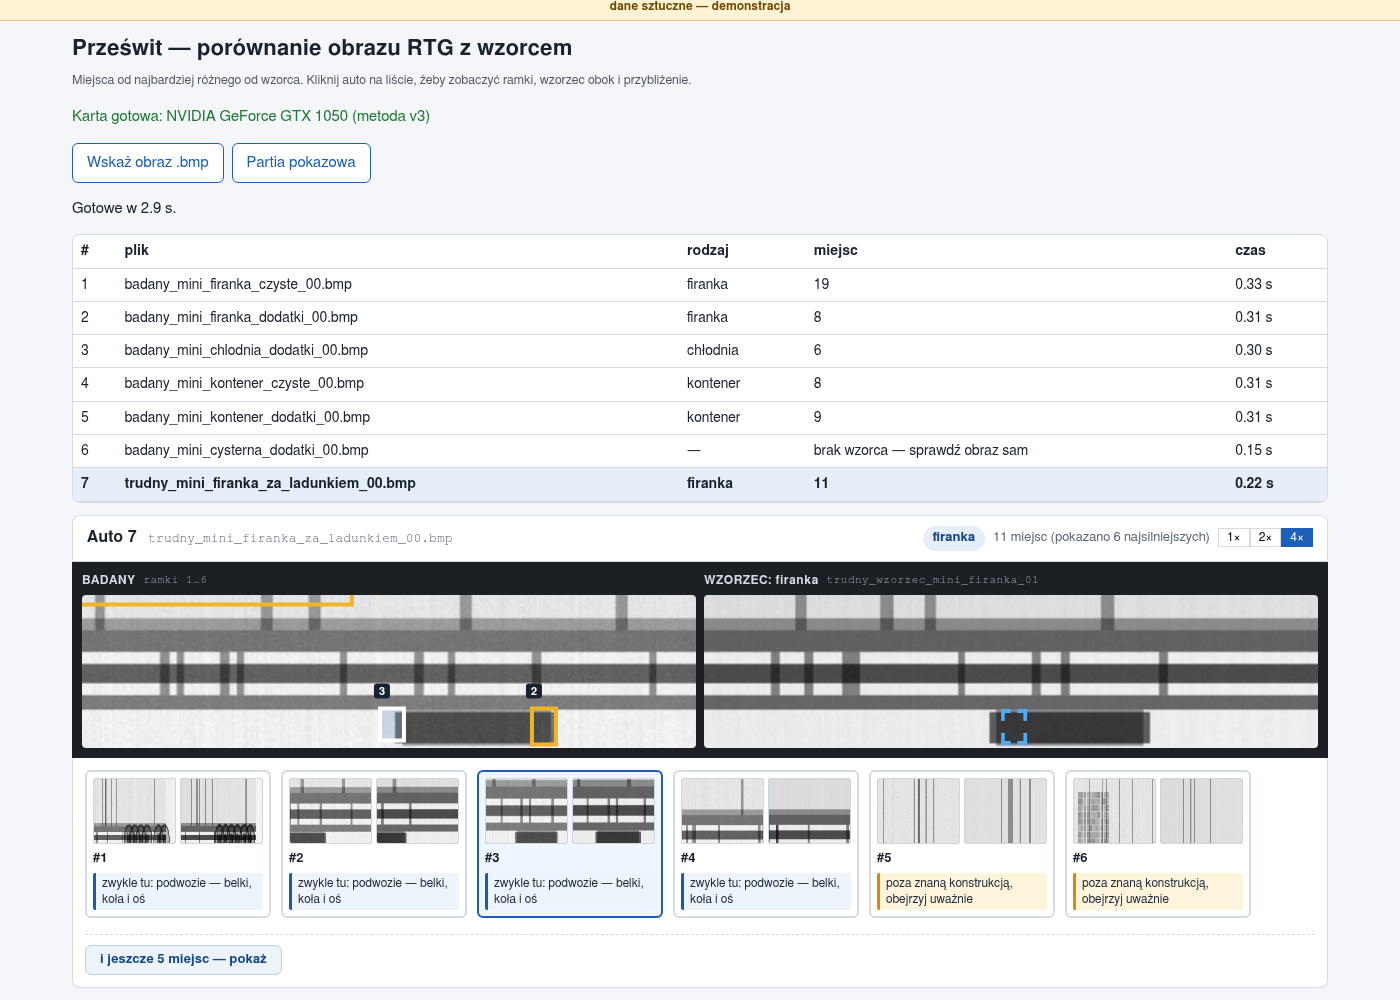 dane sztuczne — demonstracja
Prześwit — porównanie obrazu RTG z wzorcem
Miejsca od najbardziej różnego od wzorca. Kliknij auto na liście, żeby zobaczyć ramki, wzorzec obok i przybliżenie.
Karta gotowa: NVIDIA GeForce GTX 1050 (metoda v3)
Wskaż obraz .bmp Partia pokazowa
Gotowe w 2.9 s.
# plik rodzaj miejsc czas
1 badany_mini_firanka_czyste_00.bmp firanka 19 0.33 s
2 badany_mini_firanka_dodatki_00.bmp firanka 8 0.31 s
3 badany_mini_chlodnia_dodatki_00.bmp chłodnia 6 0.30 s
4 badany_mini_kontener_czyste_00.bmp kontener 8 0.31 s
5 badany_mini_kontener_dodatki_00.bmp kontener 9 0.31 s
6 badany_mini_cysterna_dodatki_00.bmp — brak wzorca — sprawdź obraz sam 0.15 s
7 trudny_mini_firanka_za_ladunkiem_00.bmp firanka 11 0.22 s
Auto 7 trudny_mini_firanka_za_ladunkiem_00.bmp firanka 11 miejsc (pokazano 6 najsilniejszych) 1× 2× 4×
BADANY ramki 1…6 WZORZEC: firanka trudny_wzorzec_mini_firanka_01
3 2
#1 #2 #3 #4 #5 #6
zwykle tu: podwozie — belki, zwykle tu: podwozie — belki, zwykle tu: podwozie — belki, zwykle tu: podwozie — belki, poza znaną konstrukcją, poza znaną konstrukcją,
koła i oś koła i oś koła i oś koła i oś obejrzyj uważnie obejrzyj uważnie
i jeszcze 5 miejsc — pokaż